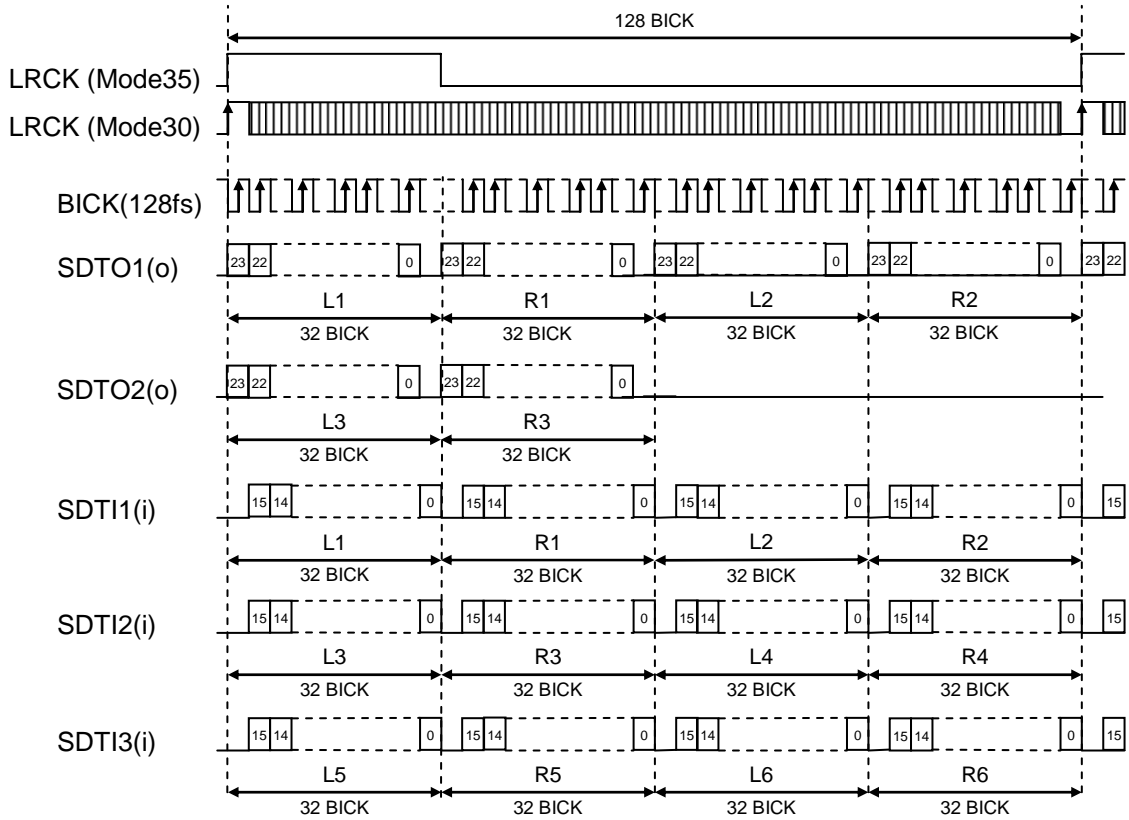 128 BICK
LRCK (Mode35)
LRCK (Mode30)
BICK(128fs)
SDTO1(o)
23 22 0 23 22 0 23 22 0 23 22 0 23 22
L1 R1 L2 R2
32 BICK 32 BICK 32 BICK 32 BICK
SDTO2(o)
23 22 0 23 22 0
L3 R3
32 BICK 32 BICK
SDTI1(i)
15 14 0 15 14 0 15 14 0 15 14 0 15
L1 R1 L2 R2
32 BICK 32 BICK 32 BICK 32 BICK
SDTI2(i)
15 14 0 15 14 0 15 14 0 15 14 0 15
L3 R3 L4 R4
32 BICK 32 BICK 32 BICK 32 BICK
SDTI3(i)
15 14 0 15 14 0 15 14 0 15 14 0 15
L5 R5 L6 R6
32 BICK 32 BICK 32 BICK 32 BICK